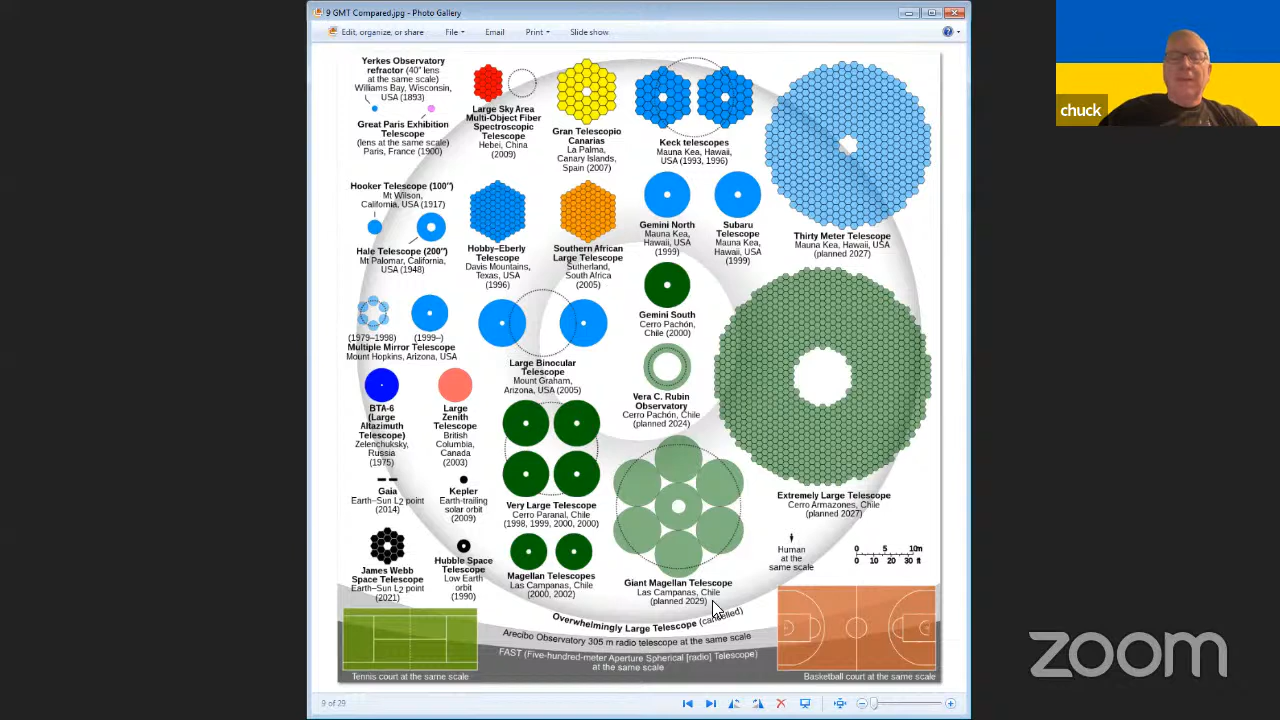 9 GMT Compared.jpg - Photo Gallery
Edit, organize, or share
File
Email
Print
Slide show
chuck
Yerkes Observatory
refractor (40″ lens
at the same scale)
Williams Bay, Wisconsin,
USA (1893)
Great Paris Exhibition
Telescope
(lens at the same scale)
Paris, France (1900)
Large Sky Area
Multi-Object Fiber
Spectroscopic
Telescope
Hebei, China
(2009)
Gran Telescopio
Canarias
La Palma,
Canary Islands,
Spain (2007)
Keck telescopes
Mauna Kea, Hawaii,
USA (1993, 1996)
Thirty Meter Telescope
Mauna Kea, Hawaii, USA
(planned 2027)
Hooker Telescope (100″)
Mt Wilson,
California, USA (1917)
Hale Telescope (200″)
Mt Palomar, California,
USA (1948)
Hobby–Eberly
Telescope
Davis Mountains,
Texas, USA
(1996)
Southern African
Large Telescope
Sutherland,
South Africa
(2005)
Gemini North
Mauna Kea,
Hawaii, USA
(1999)
Subaru
Telescope
Mauna Kea,
Hawaii, USA
(1999)
Gemini South
Cerro Pachón,
Chile (2000)
(1979–1998)
(1999–)
Multiple Mirror Telescope
Mount Hopkins, Arizona, USA
Large Binocular
Telescope
Mount Graham,
Arizona, USA (2005)
Vera C. Rubin
Observatory
Cerro Pachón, Chile
(planned 2024)
BTA-6
(Large
Altazimuth
Telescope)
Zelenchuksky,
Russia
(1975)
Large
Zenith
Telescope
British
Columbia,
Canada
(2003)
Very Large Telescope
Cerro Paranal, Chile
(1998, 1999, 2000, 2000)
Extremely Large Telescope
Cerro Armazones, Chile
(planned 2027)
Gaia
Earth–Sun L2 point
(2014)
Kepler
Earth-trailing
solar orbit
(2009)
James Webb
Space Telescope
Earth–Sun L2 point
(2021)
Hubble Space
Telescope
Low Earth
orbit
(1990)
Magellan Telescopes
Las Campanas, Chile
(2000, 2002)
Giant Magellan Telescope
Las Campanas, Chile
(planned 2029)
Human
at the
same scale
0 5 10m
0 10 20 30 ft
Overwhelmingly Large Telescope (cancelled)
Arecibo Observatory 305 m radio telescope at the same scale
FAST (Five-hundred-meter Aperture Spherical [radio] Telescope)
at the same scale
Tennis court at the same scale
Basketball court at the same scale
9 of 29
zoom